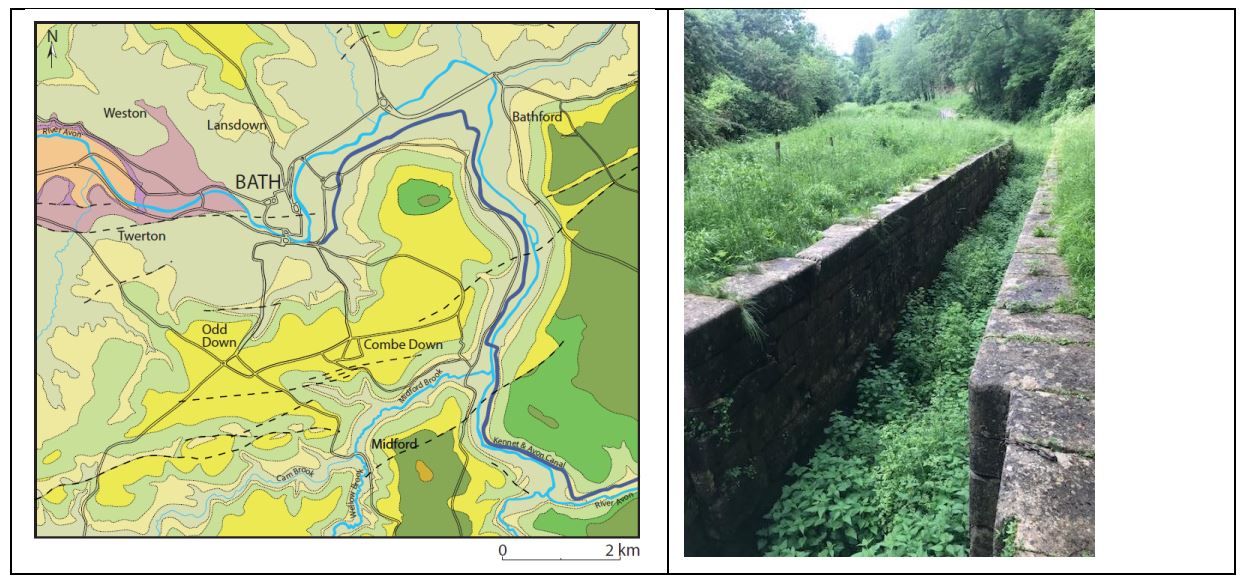 N
Weston
Lansdown
Bathford
River Avon
BATH
Twerton
Odd
Down
Combe Down
Midford Brook
Midford
Kennet & Avon Canal
Cam Brook
Wellow Brook
River Avon
0 2 km